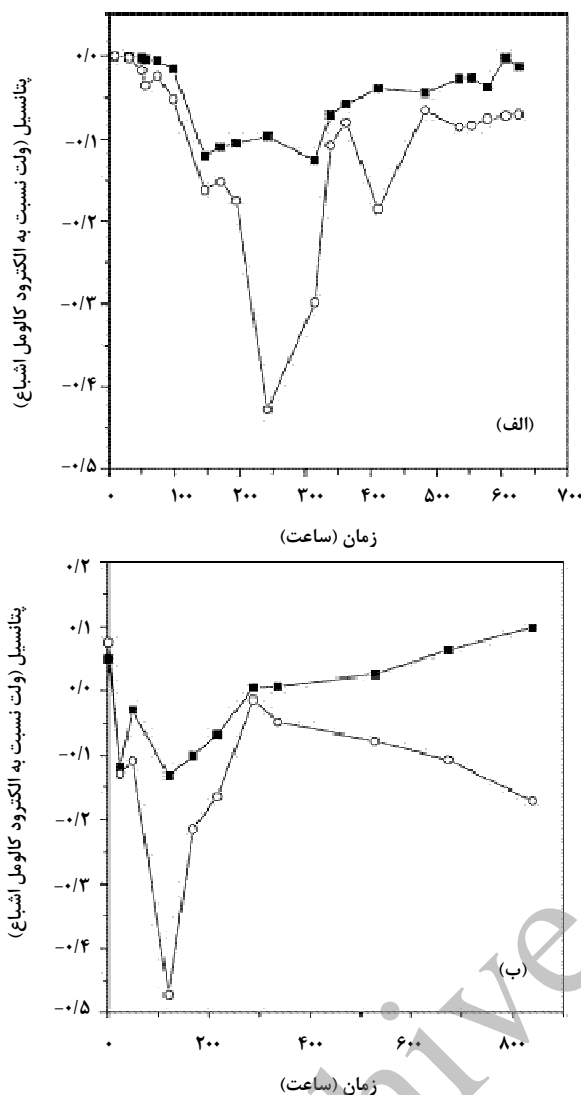 پتانسیل (ولت نسبت به الکترود کالومل اشباع)
۰/۰
−۰/۱
−۰/۲
−۰/۳
−۰/۴
−۰/۵
(الف)
۰ ۱۰۰ ۲۰۰ ۳۰۰ ۴۰۰ ۵۰۰ ۶۰۰ ۷۰۰
زمان (ساعت)
پتانسیل (ولت نسبت به الکترود کالومل اشباع)
۰/۲
۰/۱
۰/۰
−۰/۱
−۰/۲
−۰/۳
−۰/۴
−۰/۵
(ب)
۰ ۲۰۰ ۴۰۰ ۶۰۰ ۸۰۰
زمان (ساعت)
hive